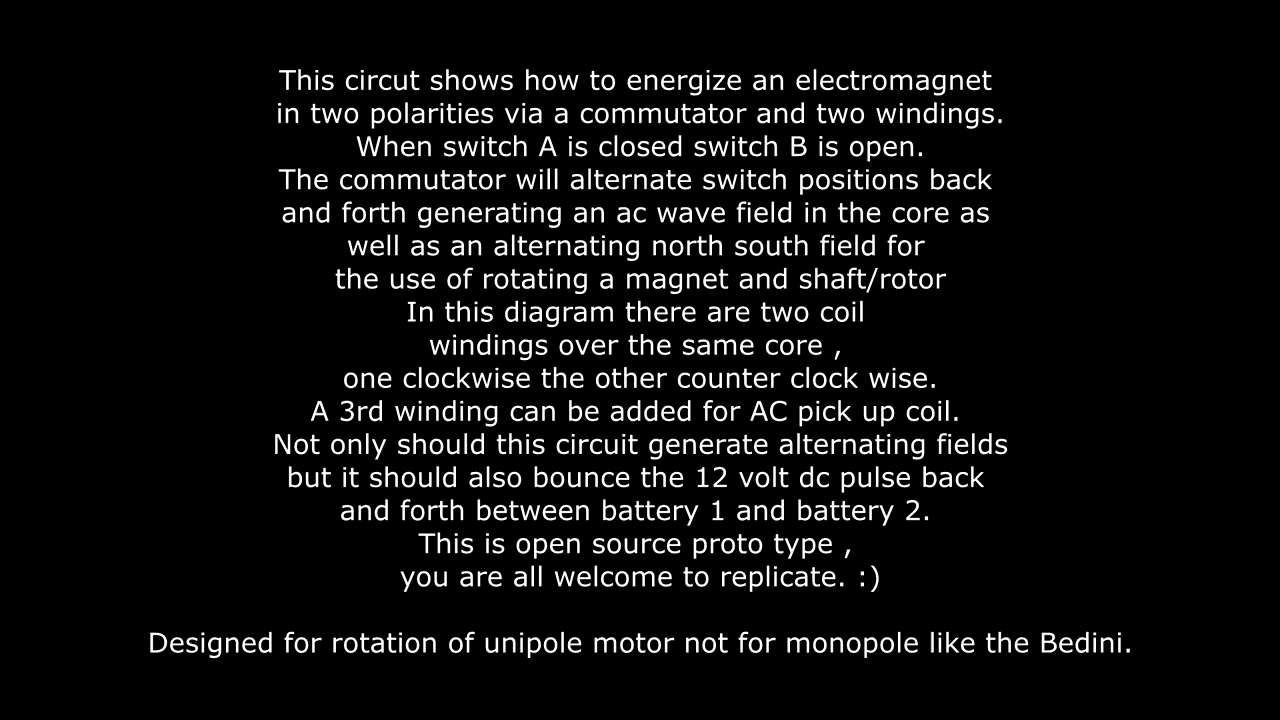 This circut shows how to energize an electromagnet
in two polarities via a commutator and two windings.
When switch A is closed switch B is open.
The commutator will alternate switch positions back
and forth generating an ac wave field in the core as
well as an alternating north south field for
the use of rotating a magnet and shaft/rotor
In this diagram there are two coil
windings over the same core ,
one clockwise the other counter clock wise.
A 3rd winding can be added for AC pick up coil.
Not only should this circuit generate alternating fields
but it should also bounce the 12 volt dc pulse back
and forth between battery 1 and battery 2.
This is open source proto type ,
you are all welcome to replicate. :)
Designed for rotation of unipole motor not for monopole like the Bedini.